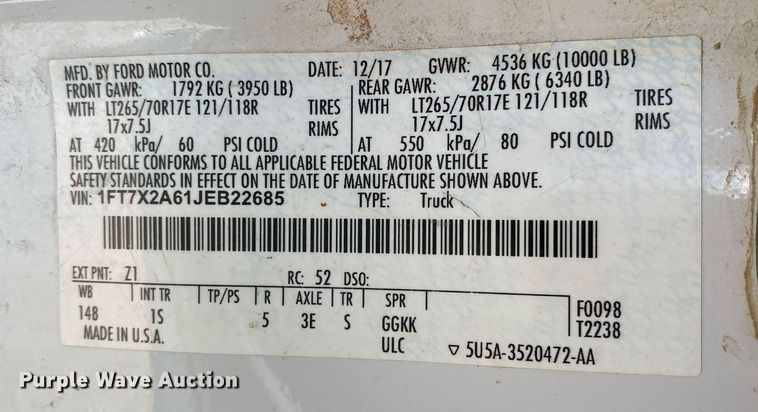 MFD. BY FORD MOTOR CO. DATE: 12/17 GVWR: 4536 KG (10000 LB)
FRONT GAWR: 1792 KG ( 3950 LB) REAR GAWR: 2876 KG ( 6340 LB)
WITH LT265/70R17E 121/118R TIRES WITH LT265/70R17E 121/118R TIRES
17x7.5J RIMS 17x7.5J RIMS
AT 420 kPa/ 60 PSI COLD AT 550 kPa/ 80 PSI COLD
THIS VEHICLE CONFORMS TO ALL APPLICABLE FEDERAL MOTOR VEHICLE
SAFETY STANDARDS IN EFFECT ON THE DATE OF MANUFACTURE SHOWN ABOVE.
VIN: 1FT7X2A61JEB22685 TYPE: Truck
EXT PNT: Z1 RC: 52 DSO:
WB INT TR TP/PS R AXLE TR SPR F0098
148 1S 5 3E S GGKK T2238
MADE IN U.S.A. ULC ▽ 5U5A-3520472-AA
Purple Wave Auction